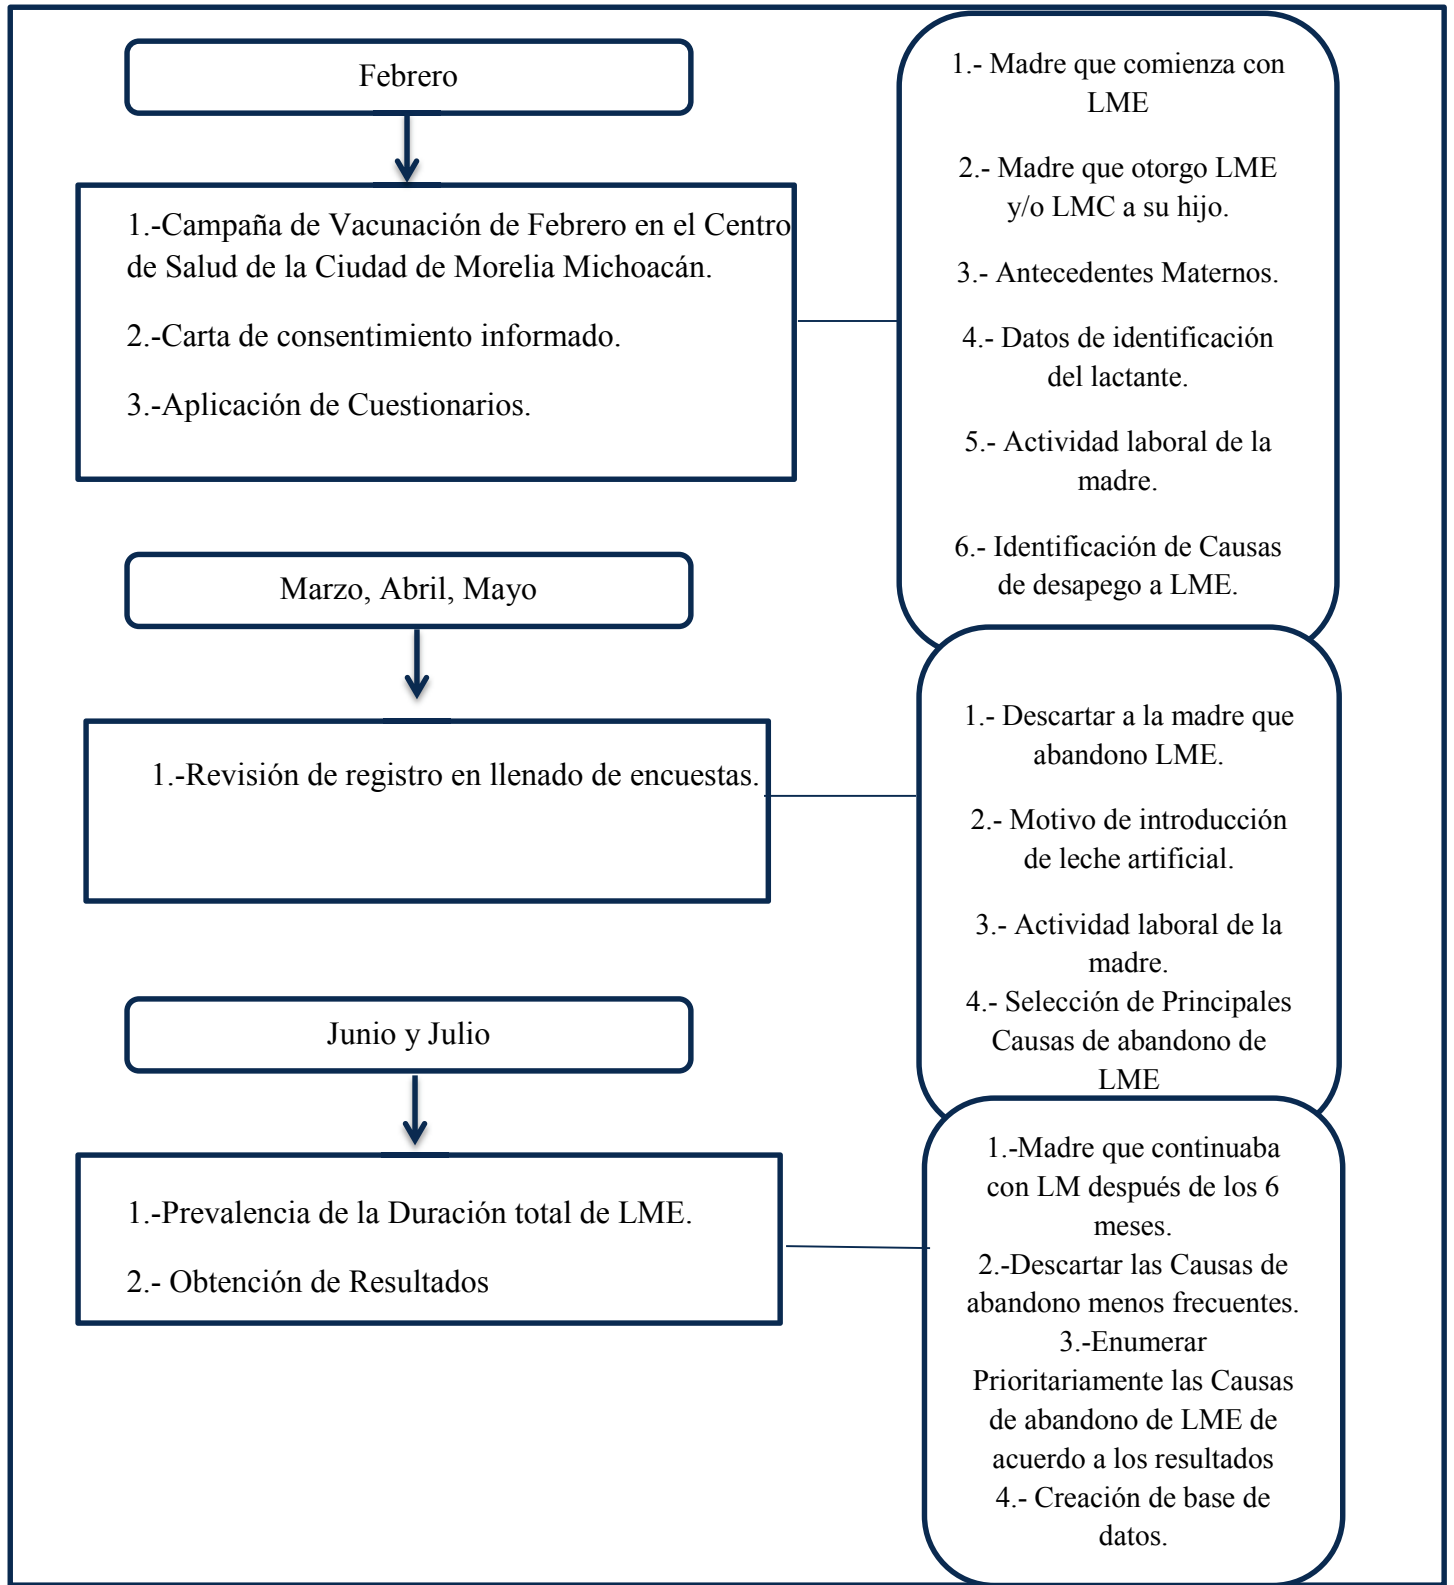 Febrero
1.-Campaña de Vacunación de Febrero en el Centro
de Salud de la Ciudad de Morelia Michoacán.
2.-Carta de consentimiento informado.
3.-Aplicación de Cuestionarios.
1.- Madre que comienza con
LME
2.- Madre que otorgo LME
y/o LMC a su hijo.
3.- Antecedentes Maternos.
4.- Datos de identificación
del lactante.
5.- Actividad laboral de la
madre.
6.- Identificación de Causas
de desapego a LME.
Marzo, Abril, Mayo
1.-Revisión de registro en llenado de encuestas.
1.- Descartar a la madre que
abandono LME.
2.- Motivo de introducción
de leche artificial.
3.- Actividad laboral de la
madre.
4.- Selección de Principales
Causas de abandono de
LME
Junio y Julio
1.-Prevalencia de la Duración total de LME.
2.- Obtención de Resultados
1.-Madre que continuaba
con LM después de los 6
meses.
2.-Descartar las Causas de
abandono menos frecuentes.
3.-Enumerar
Prioritariamente las Causas
de abandono de LME de
acuerdo a los resultados
4.- Creación de base de
datos.